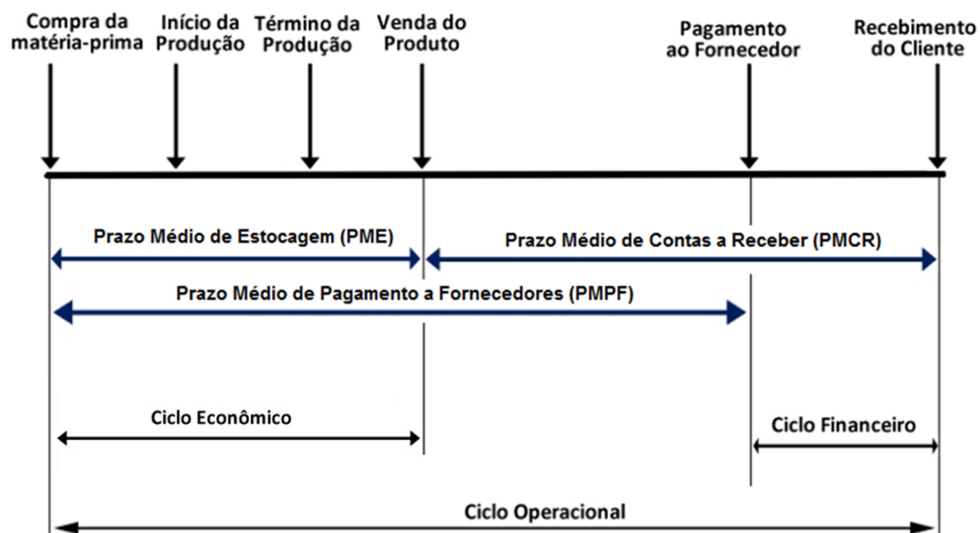 Compra da
matéria-prima
Início da
Produção
Término da
Produção
Venda do
Produto
Pagamento
ao Fornecedor
Recebimento
do Cliente
Prazo Médio de Estocagem (PME)
Prazo Médio de Contas a Receber (PMCR)
Prazo Médio de Pagamento a Fornecedores (PMPF)
Ciclo Econômico
Ciclo Financeiro
Ciclo Operacional